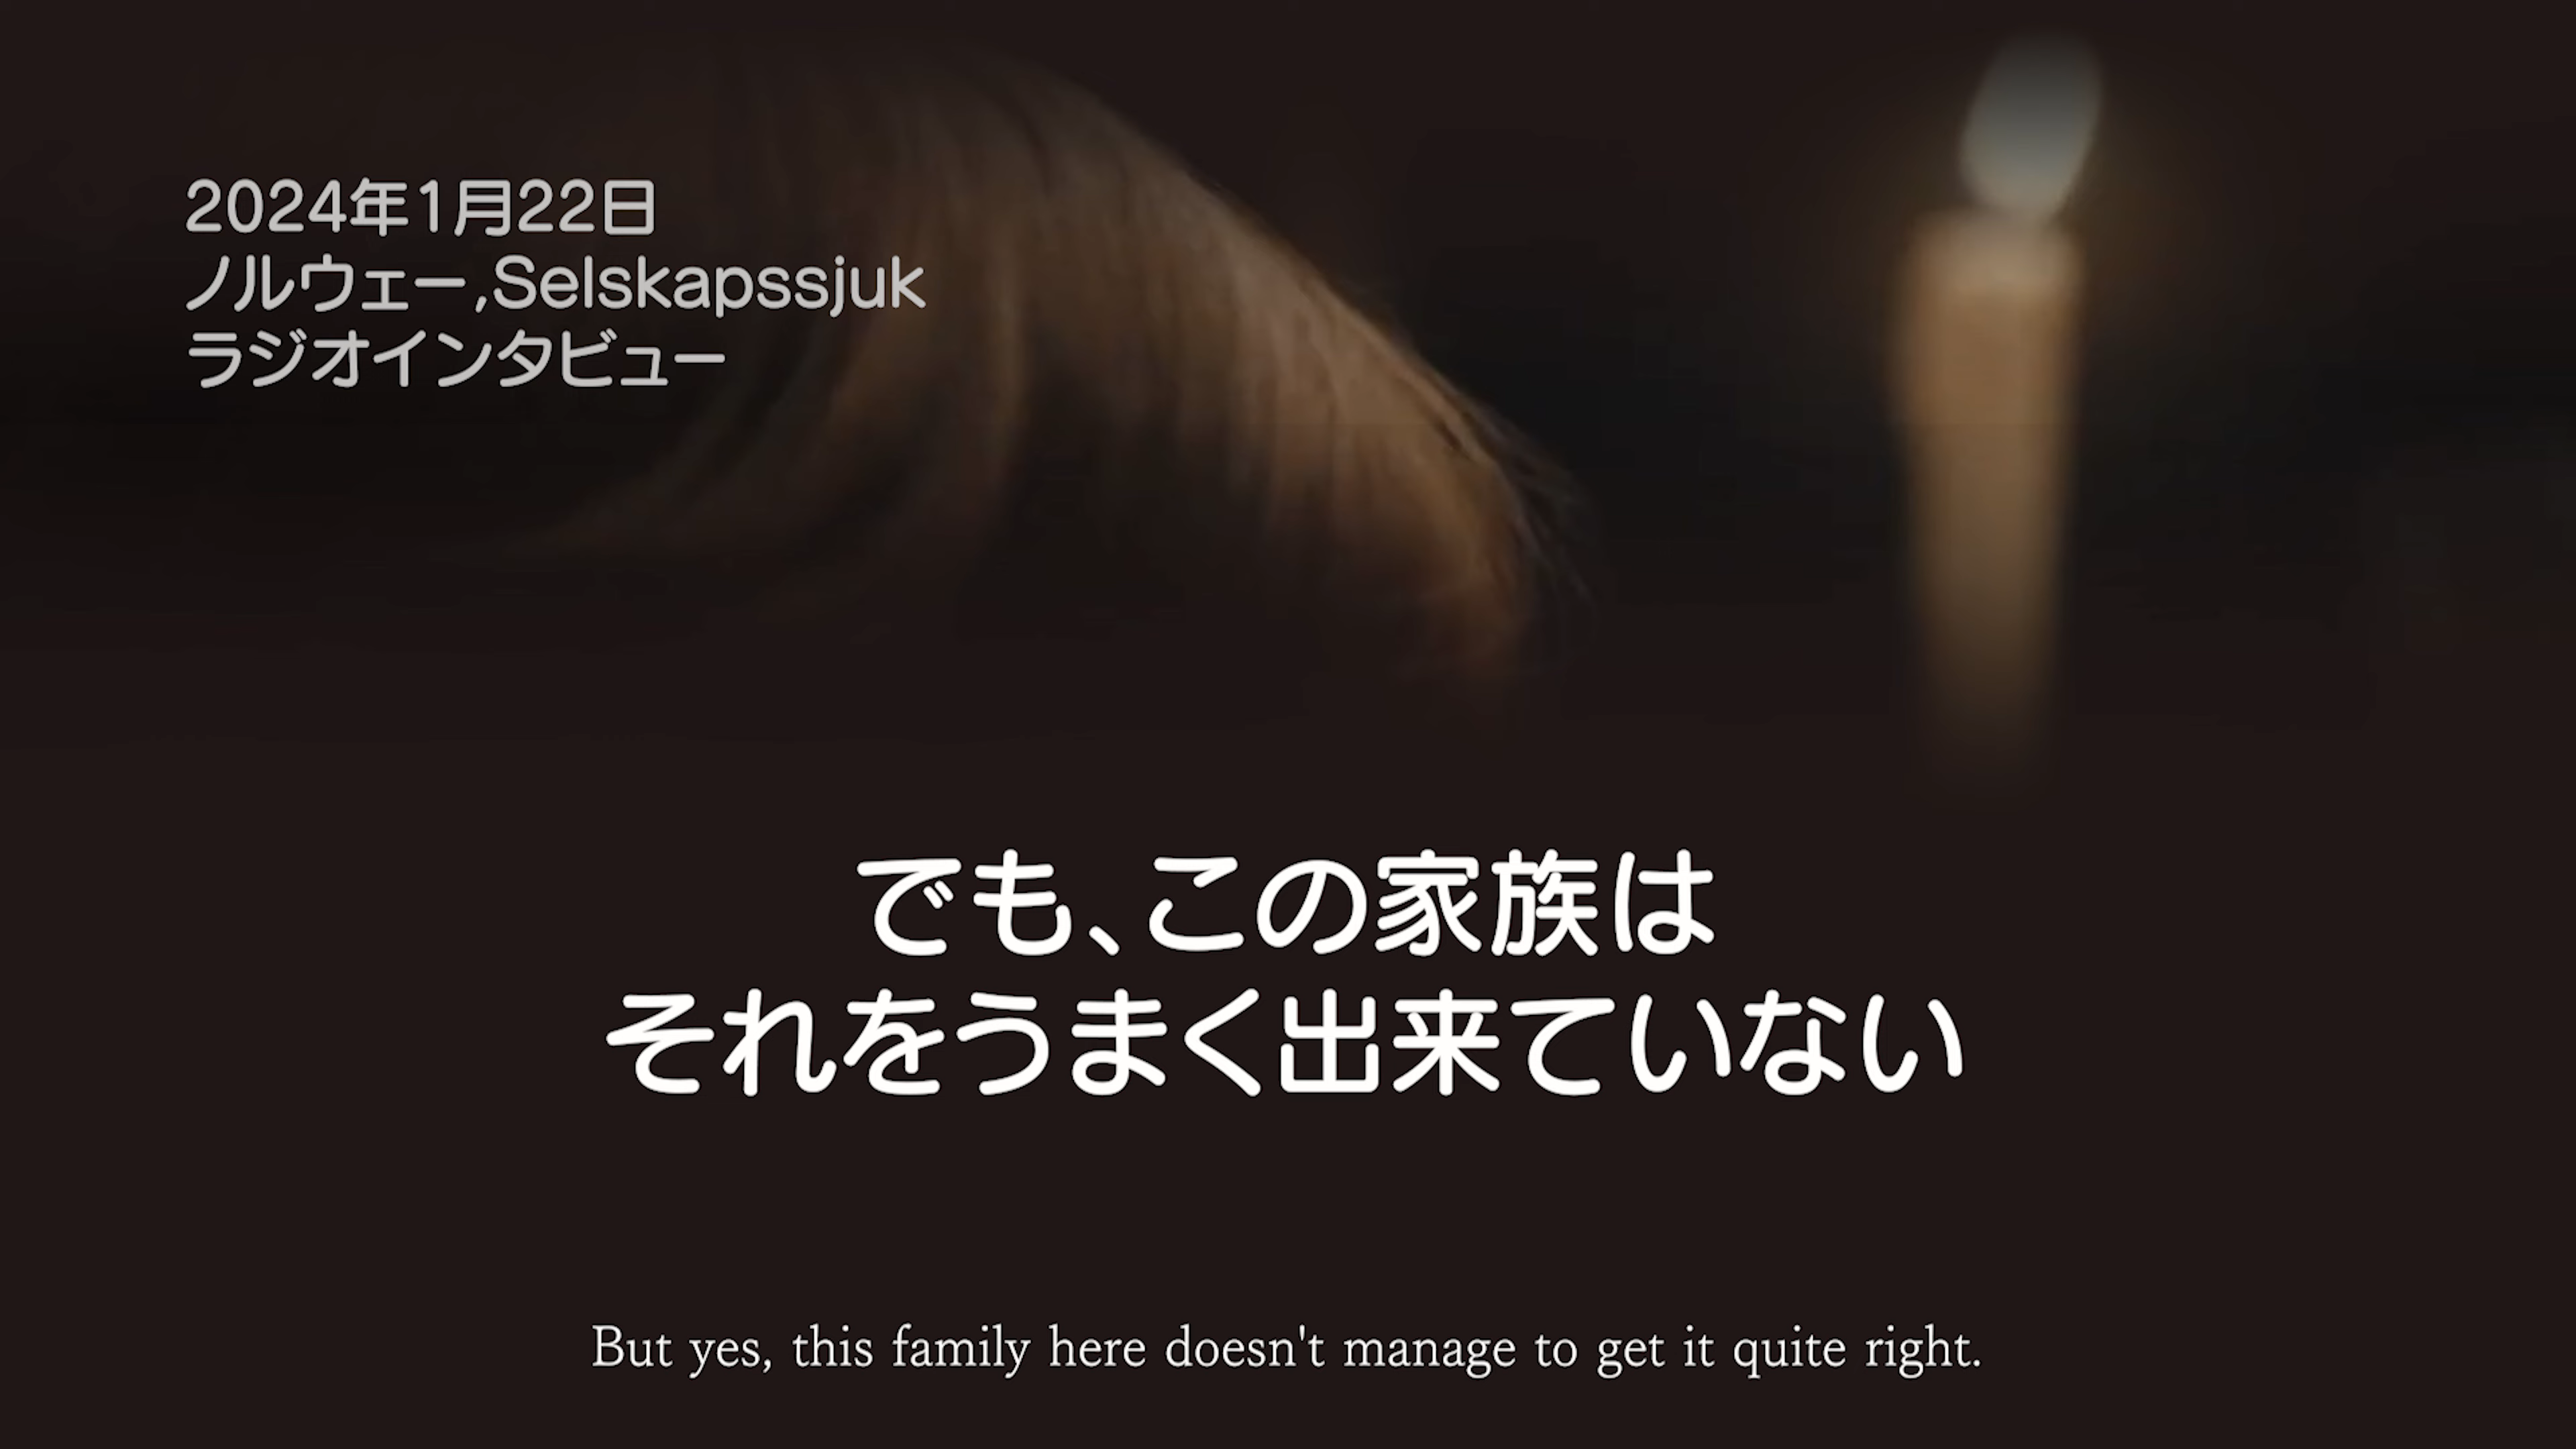 2024年1月22日
ノルウェー,Selskapssjuk
ラジオインタビュー
でも、この家族は
それをうまく出来ていない
But yes, this family here doesn't manage to get it quite right.